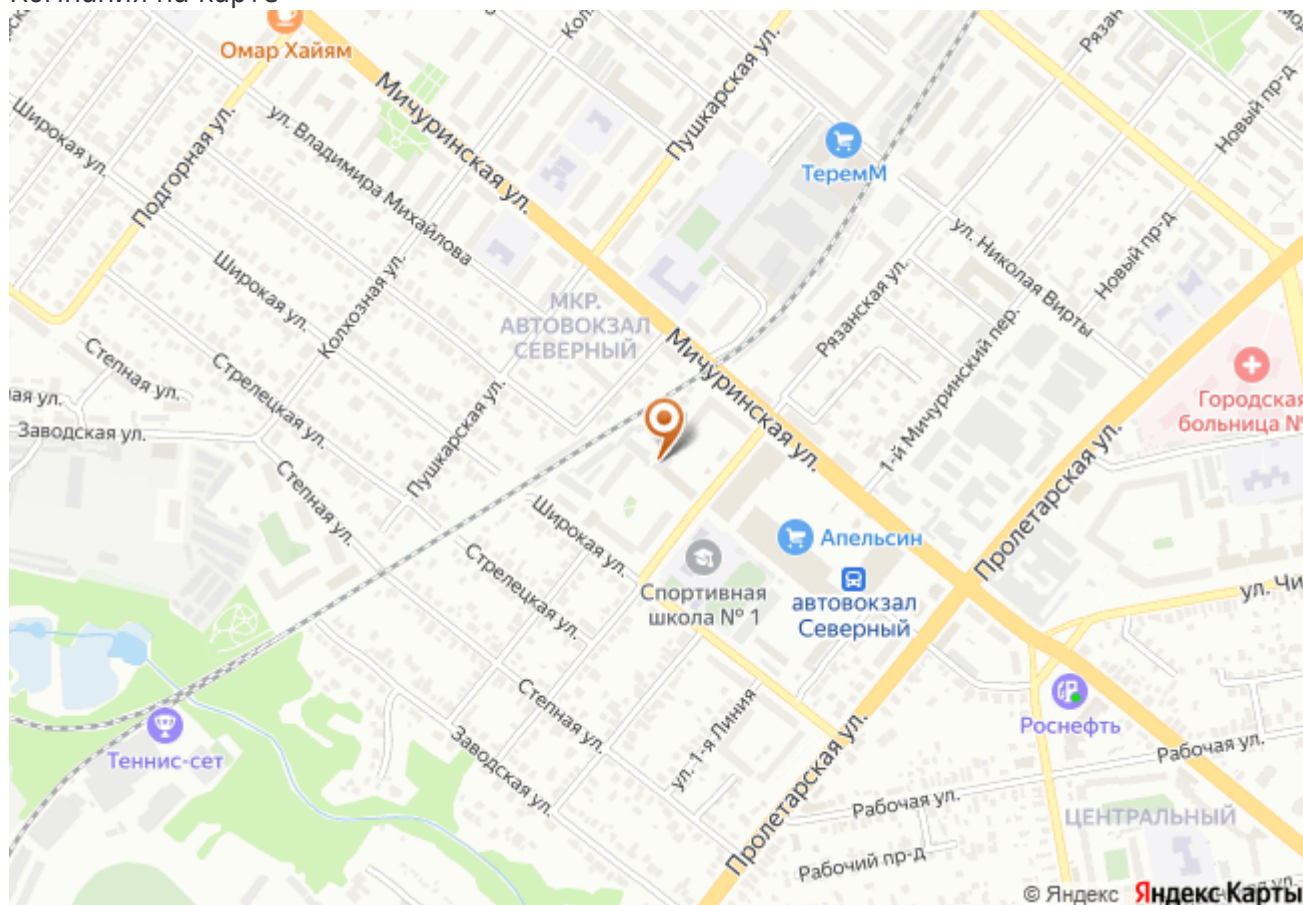 Компания на карте
Омар Хайям
Мичуринская ул.
Пушкарская ул.
Новый пр-д
Широкая ул.
Подгорная ул.
ул. Владимира Михайлова
ТеремМ
ул. Николая Вирты
Новый пр-д
Широкая ул.
Колхозная ул.
МКР.
АВТОВОКЗАЛ
СЕВЕРНЫЙ
Рязанская ул.
1-й Мичуринский пер.
Мичуринская ул.
Степная ул.
Стрелецкая ул.
Пушкарская ул.
Городская
больница №
Заводская ул.
Степная ул.
Широкая ул.
Пролетарская ул.
Апельсин
Стрелецкая ул.
Спортивная
школа № 1
автовокзал
Северный
ул. Чи
Степная ул.
ул. 1-я Линия
Роснефть
Теннис-сет
Заводская ул.
Пролетарская ул.
Рабочая ул.
Рабочая ул.
ЦЕНТРАЛЬНЫЙ
Рабочий пр-д
© Яндекс Яндекс Карты